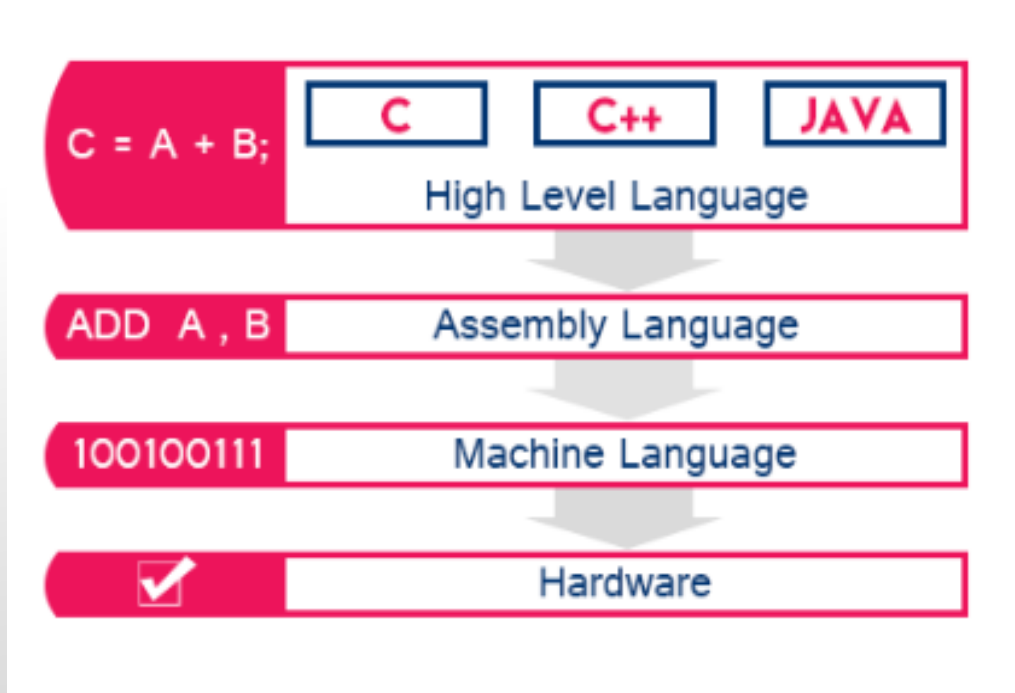 C = A + B;
C
C++
JAVA
High Level Language
ADD A , B
Assembly Language
100100111
Machine Language
Hardware